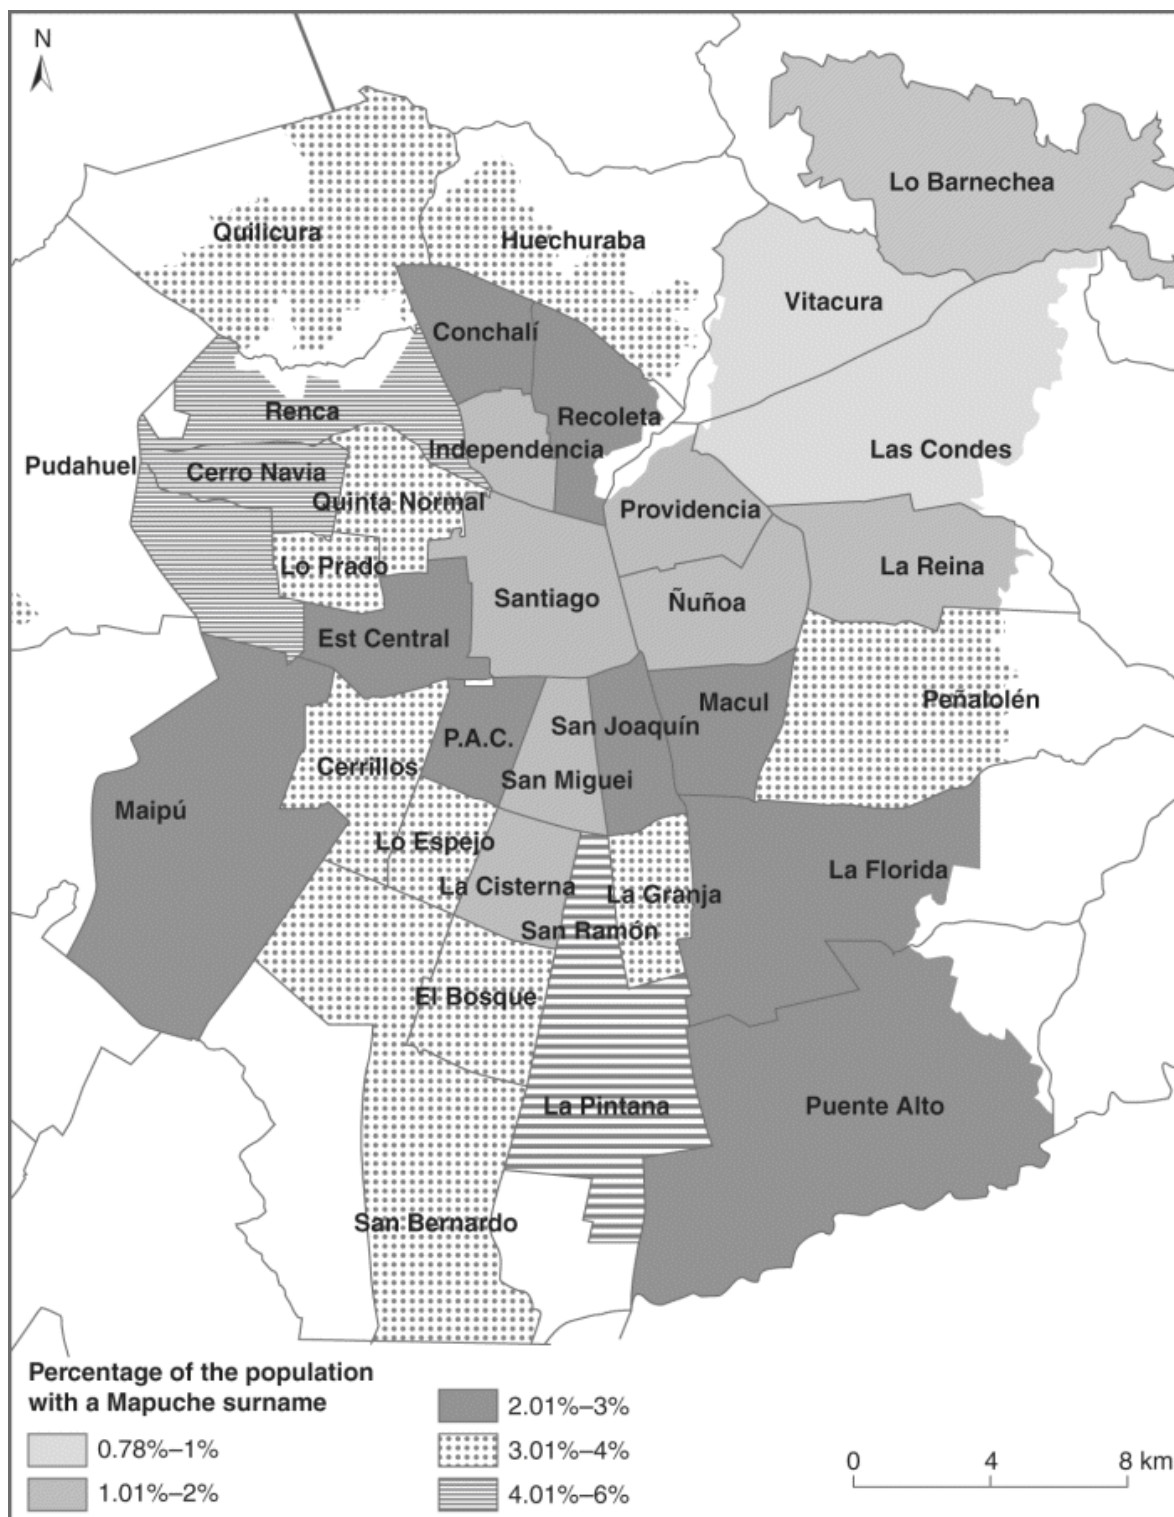 N
Lo Barnechea
Quilicura
Huechuraba
Vitacura
Conchalí
Renca
Recoleta
Independencia
Las Condes
Pudahuel
Cerro Navia
Quinta Normal
Providencia
Lo Prado
La Reina
Santiago
Ñuñoa
Est Central
Peñalolén
Macul
San Joaquín
P.A.C.
Cerrillos
San Miguei
Maipú
Lo Espejo
La Florida
La Cisterna
La Granja
San Ramón
El Bosque
La Pintana
Puente Alto
San Bernardo
Percentage of the population
with a Mapuche surname
0.78%–1%
1.01%–2%
2.01%–3%
3.01%–4%
4.01%–6%
0 4 8 km